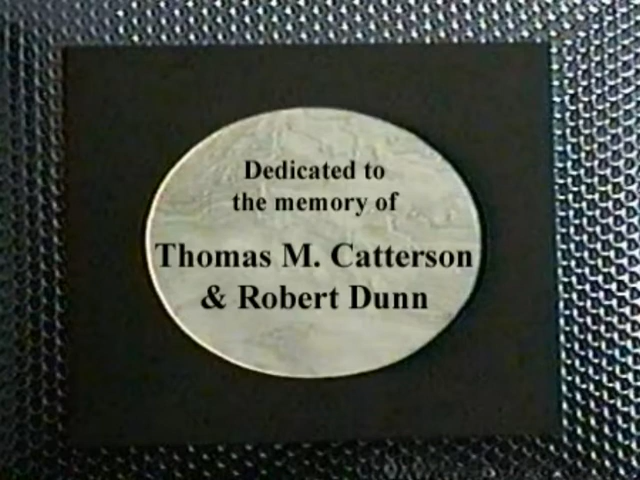 Dedicated to
the memory of
Thomas M. Catterson
& Robert Dunn